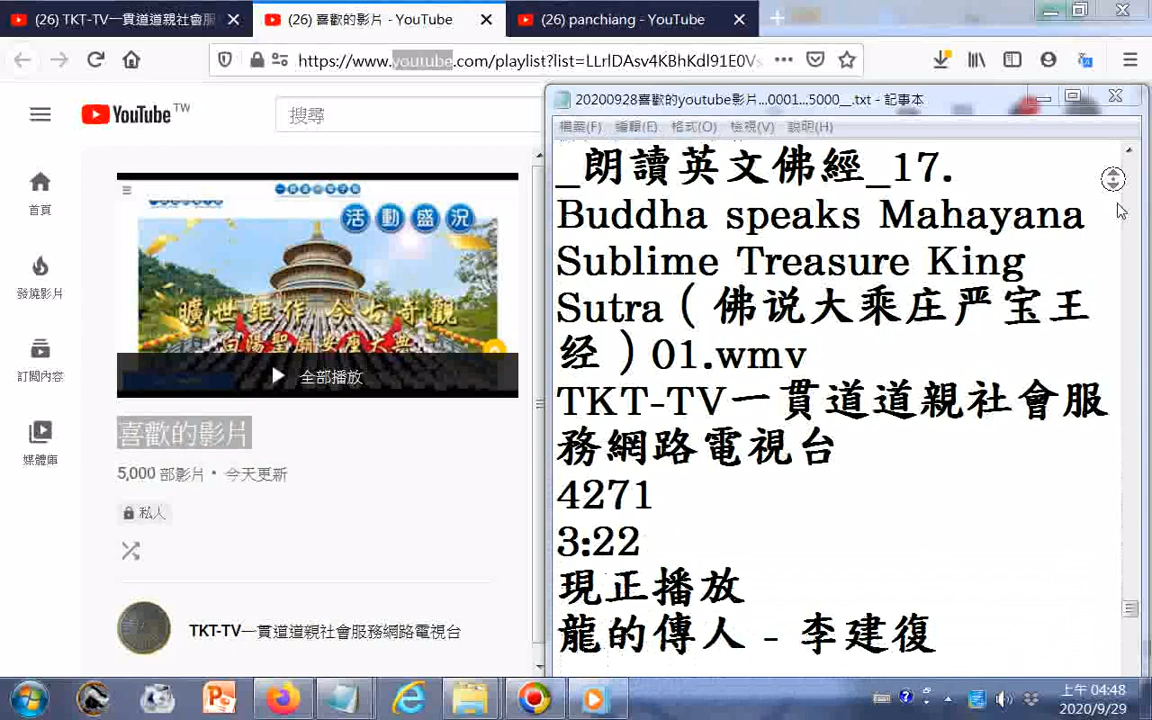 (26) TKT-TV一貫道道親社會服
(26) 喜歡的影片 - YouTube
(26) panchiang - YouTube
https://www.youtube.com/playlist?list=LLrlDAsv4KBhKdl91E0Vs
YouTube TW
搜尋
首頁
發燒影片
訂閱內容
媒體庫
活動盛況
曠世鉅作 今古奇觀
白陽聖廟安座大典
全部播放
喜歡的影片
5,000 部影片・今天更新
私人
TKT-TV一貫道道親社會服務網路電視台
20200928喜歡的youtube影片...0001...5000__.txt - 記事本
檔案(F) 編輯(E) 格式(O) 檢視(V) 說明(H)
_朗讀英文佛經_17.
Buddha speaks Mahayana
Sublime Treasure King
Sutra（佛说大乘庄严宝王
经）01.wmv
TKT-TV一貫道道親社會服
務網路電視台
4271
3:22
現正播放
龍的傳人 - 李建復
上午 04:48
2020/9/29